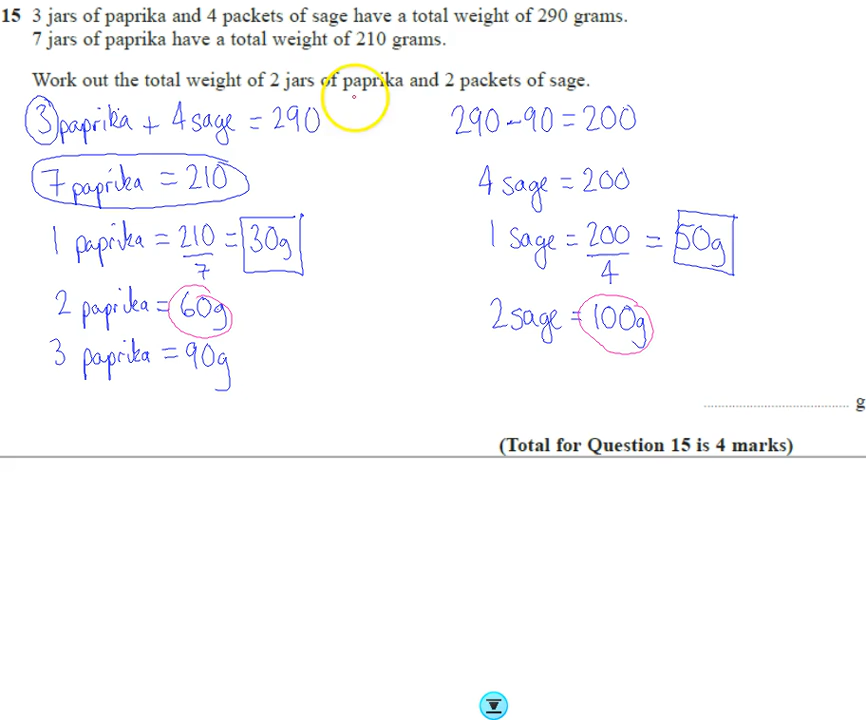 15 3 jars of paprika and 4 packets of sage have a total weight of 290 grams.
7 jars of paprika have a total weight of 210 grams.
Work out the total weight of 2 jars of paprika and 2 packets of sage.
3 paprika + 4 sage = 290
7 paprika = 210
1 paprika = 210/7 = 30g
2 paprika = 60g
3 paprika = 90g
290 - 90 = 200
4 sage = 200
1 sage = 200/4 = 50g
2 sage = 100g
........................................ g
(Total for Question 15 is 4 marks)